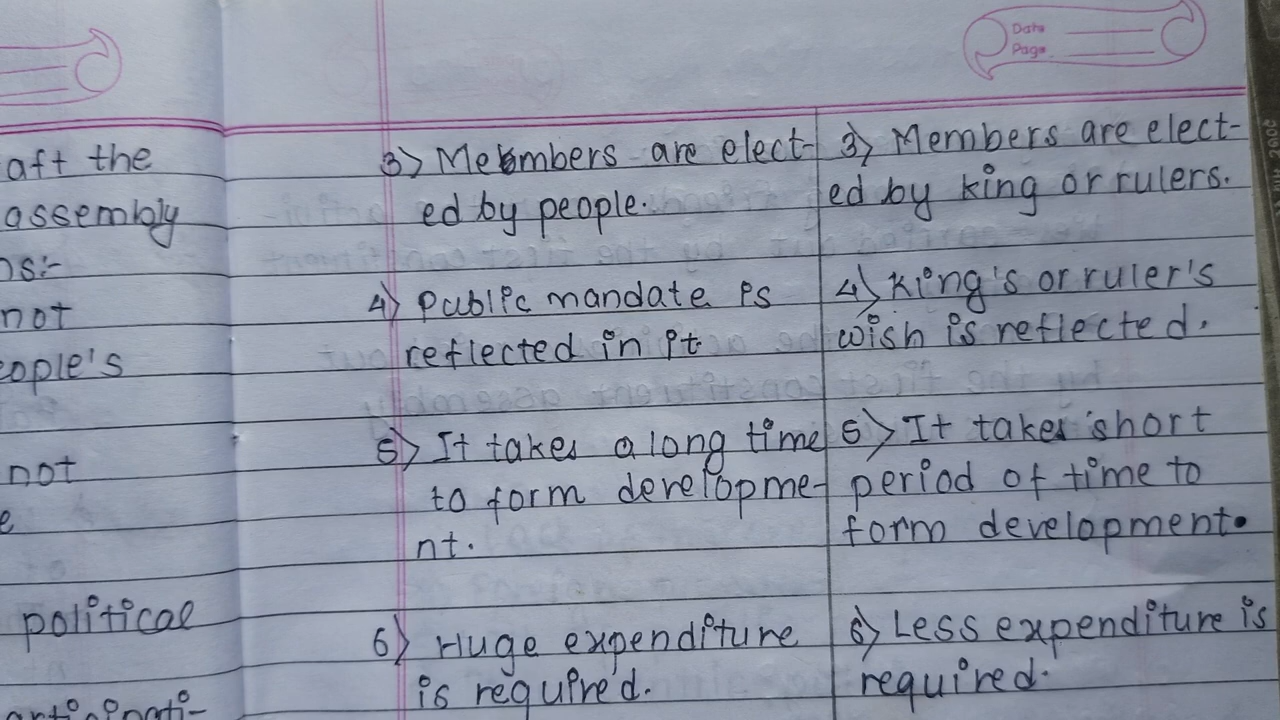 Date
Page
aft the
assembly
ns:-
not
eople's
not
e
political
3) Members are elect-
ed by people.
4) public mandate is
reflected in it
5) It takes a long time
to form developme-
nt.
6) Huge expenditure
is required.
3) Members are elect-
ed by king or rulers.
4) King's or ruler's
wish is reflected.
5) It takes short
period of time to
form development.
6) Less expenditure is
required.